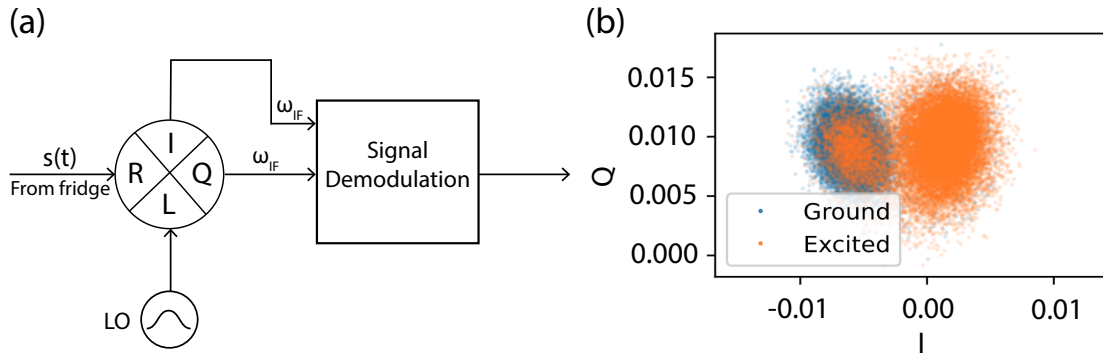 (a)
I
R
Q
L
s(t)
From fridge
LO
ω_IF
ω_IF
Signal
Demodulation
(b)
Q
0.015
0.010
0.005
0.000
Ground
Excited
-0.01
0.00
0.01
I